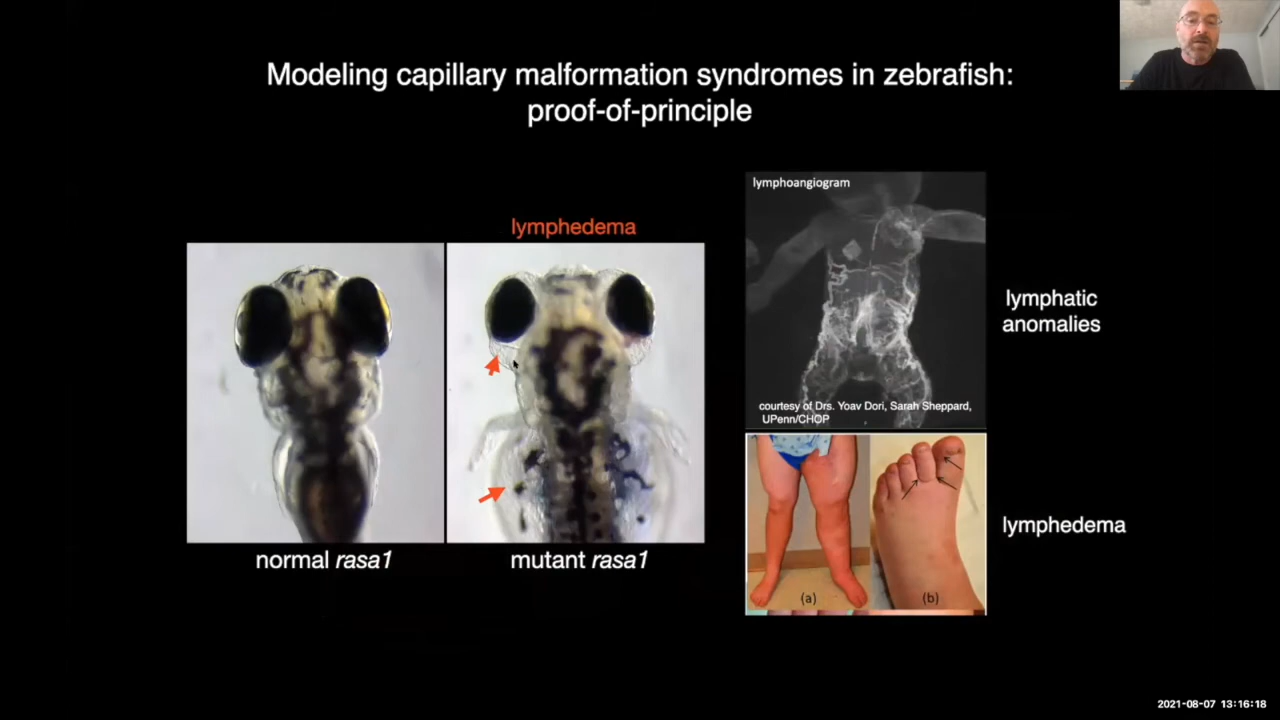 Modeling capillary malformation syndromes in zebrafish:
proof-of-principle
lymphedema
normal rasa1
mutant rasa1
lymphoangiogram
courtesy of Drs. Yoav Dori, Sarah Sheppard,
UPenn/CHOP
lymphatic
anomalies
(a)
(b)
lymphedema
2021-08-07 13:16:18